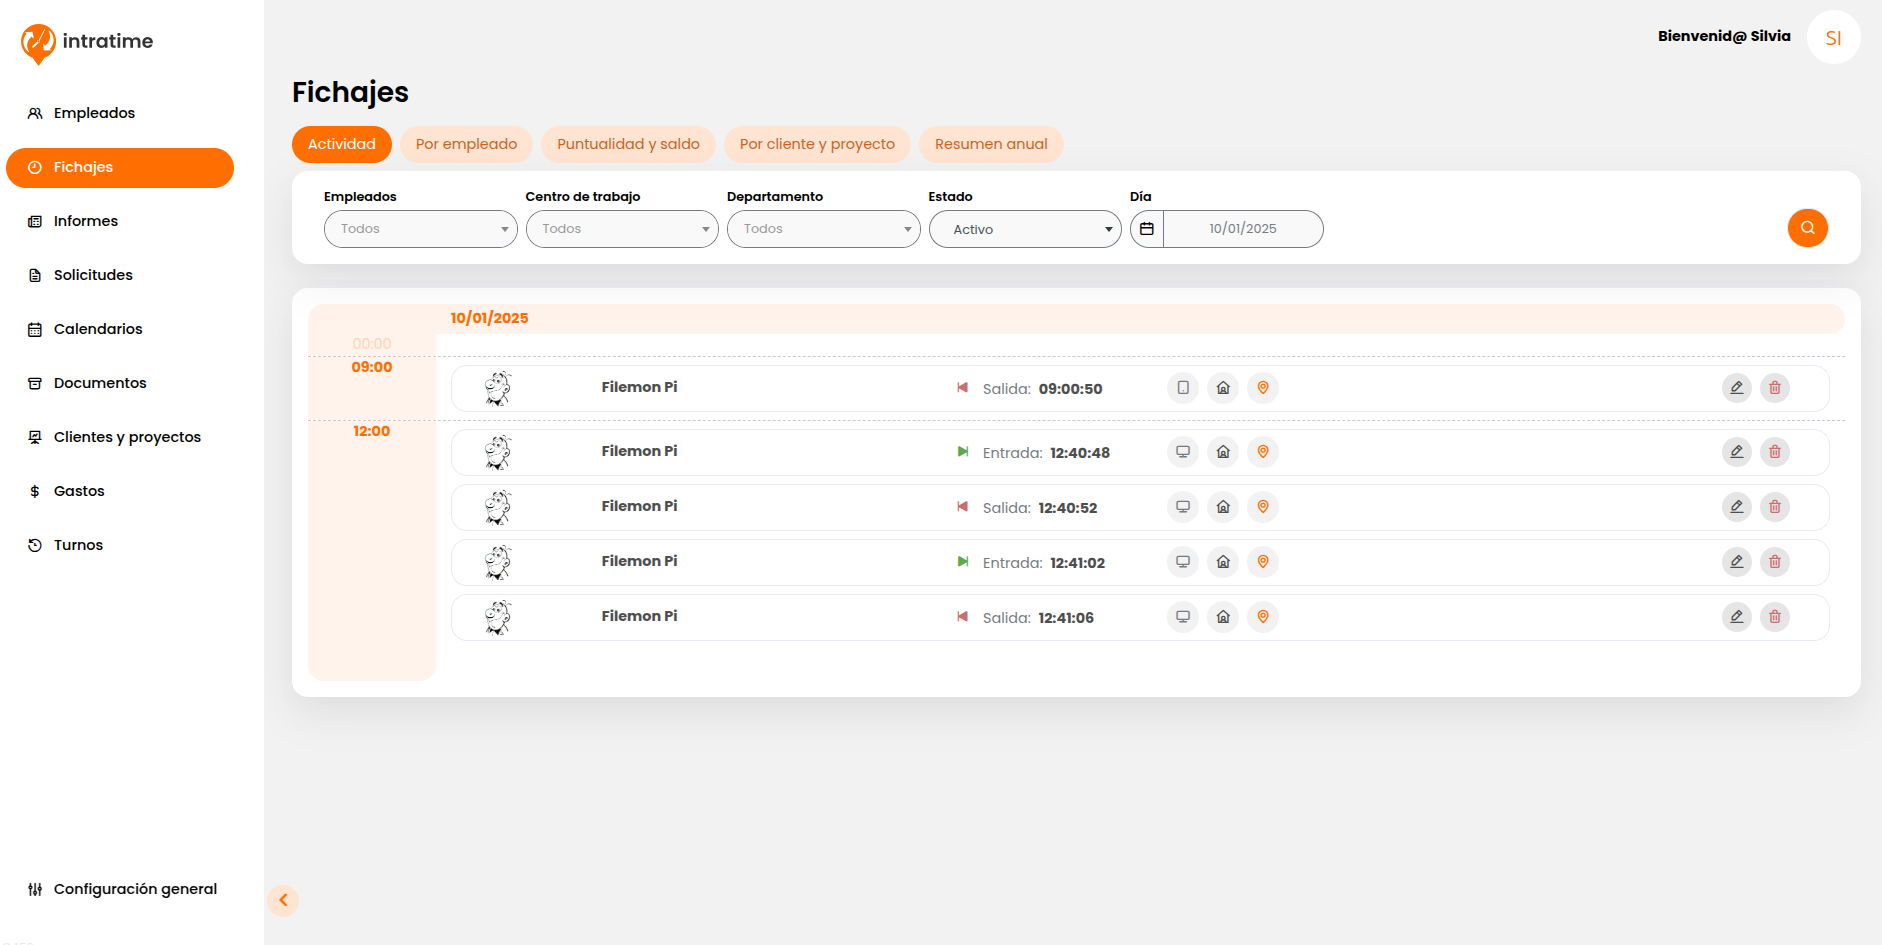 intratime
Bienvenid@ Silvia
SI
Empleados
Fichajes
Informes
Solicitudes
Calendarios
Documentos
Clientes y proyectos
Gastos
Turnos
Configuración general
Fichajes
Actividad Por empleado Puntualidad y saldo Por cliente y proyecto Resumen anual
Empleados Centro de trabajo Departamento Estado Día
Todos Todos Todos Activo 10/01/2025
10/01/2025
00:00
09:00
Filemon Pi Salida: 09:00:50
12:00
Filemon Pi Entrada: 12:40:48
Filemon Pi Salida: 12:40:52
Filemon Pi Entrada: 12:41:02
Filemon Pi Salida: 12:41:06